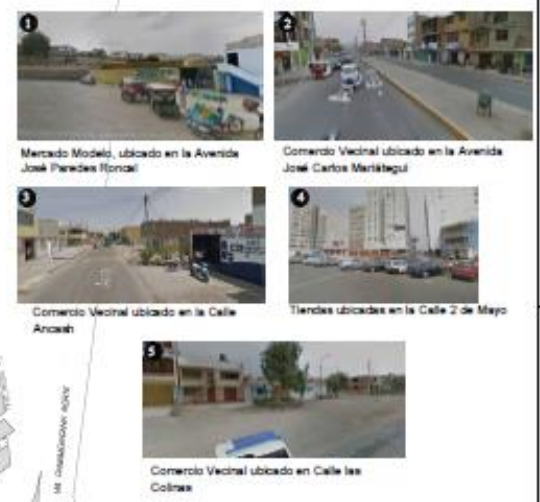 1
2
Mercado Modelo, ubicado en la Avenida
José Paredes Roncal
Comercio Vecinal ubicado en la Avenida
José Carlos Mariátegui
3
4
Comercio Vecinal ubicado en la Calle
Ancash
Tiendas ubicadas en la Calle 2 de Mayo
5
Comercio Vecinal ubicado en Calle las
Colinas